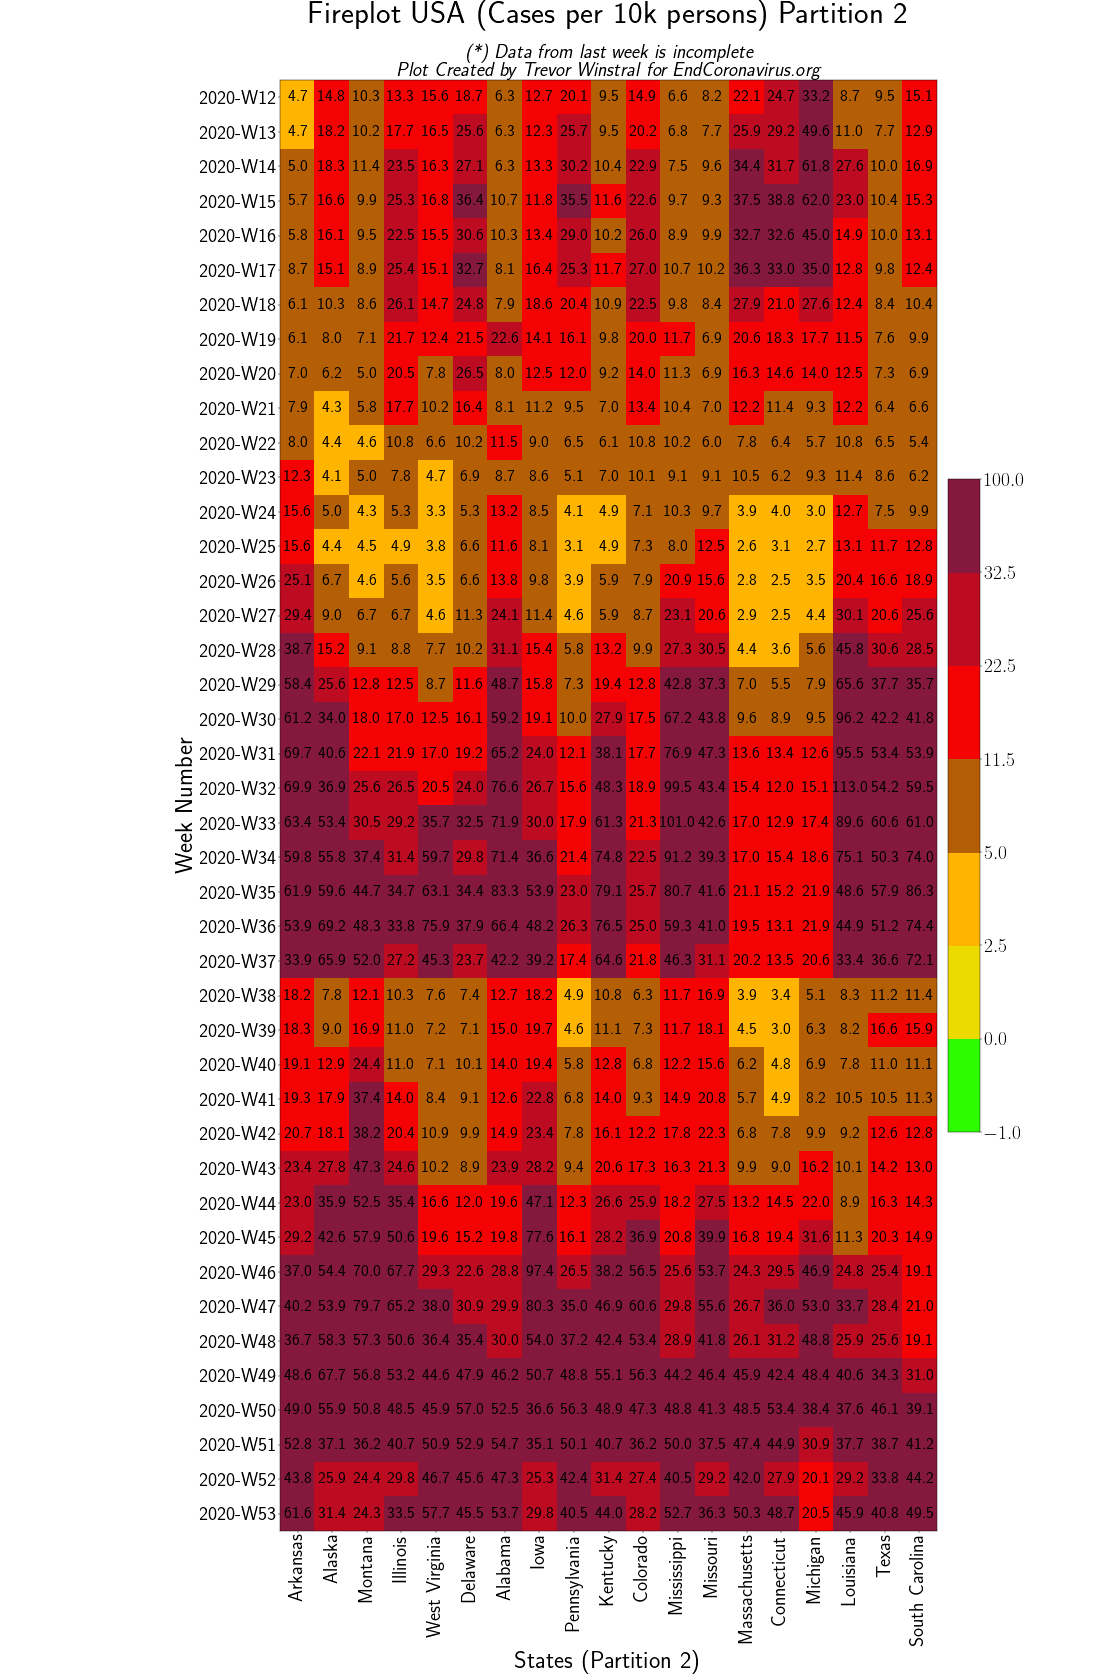 Fireplot USA (Cases per 10k persons) Partition 2
(*) Data from last week is incomplete
Plot Created by Trevor Winstral for EndCoronavirus.org
2020-W12 4.7 14.8 10.3 13.3 15.6 18.7 6.3 12.7 20.1 9.5 14.9 6.6 8.2 22.1 24.7 33.2 8.7 9.5 15.1
2020-W13 4.7 18.2 10.2 17.7 16.5 25.6 6.3 12.3 25.7 9.5 20.2 6.8 7.7 25.9 29.2 49.6 11.0 7.7 12.9
2020-W14 5.0 18.3 11.4 23.5 16.3 27.1 6.3 13.3 30.2 10.4 22.9 7.5 9.6 34.4 31.7 61.8 27.6 10.0 16.9
2020-W15 5.7 16.6 9.9 25.3 16.8 36.4 10.7 11.8 35.5 11.6 22.6 9.7 9.3 37.5 38.8 62.0 23.0 10.4 15.3
2020-W16 5.8 16.1 9.5 22.5 15.5 30.6 10.3 13.4 29.0 10.2 26.0 8.9 9.9 32.7 32.6 45.0 14.9 10.0 13.1
2020-W17 8.7 15.1 8.9 25.4 15.1 32.7 8.1 16.4 25.3 11.7 27.0 10.7 10.2 36.3 33.0 35.0 12.8 9.8 12.4
2020-W18 6.1 10.3 8.6 26.1 14.7 24.8 7.9 18.6 20.4 10.9 22.5 9.8 8.4 27.9 21.0 27.6 12.4 8.4 10.4
2020-W19 6.1 8.0 7.1 21.7 12.4 21.5 22.6 14.1 16.1 9.8 20.0 11.7 6.9 20.6 18.3 17.7 11.5 7.6 9.9
2020-W20 7.0 6.2 5.0 20.5 7.8 26.5 8.0 12.5 12.0 9.2 14.0 11.3 6.9 16.3 14.6 14.0 12.5 7.3 6.9
2020-W21 7.9 4.3 5.8 17.7 10.2 16.4 8.1 11.2 9.5 7.0 13.4 10.4 7.0 12.2 11.4 9.3 12.2 6.4 6.6
2020-W22 8.0 4.4 4.6 10.8 6.6 10.2 11.5 9.0 6.5 6.1 10.8 10.2 6.0 7.8 6.4 5.7 10.8 6.5 5.4
2020-W23 12.3 4.1 5.0 7.8 4.7 6.9 8.7 8.6 5.1 7.0 10.1 9.1 9.1 10.5 6.2 9.3 11.4 8.6 6.2
2020-W24 15.6 5.0 4.3 5.3 3.3 5.3 13.2 8.5 4.1 4.9 7.1 10.3 9.7 3.9 4.0 3.0 12.7 7.5 9.9
2020-W25 15.6 4.4 4.5 4.9 3.8 6.6 11.6 8.1 3.1 4.9 7.3 8.0 12.5 2.6 3.1 2.7 13.1 11.7 12.8
2020-W26 25.1 6.7 4.6 5.6 3.5 6.6 13.8 9.8 3.9 5.9 7.9 20.9 15.6 2.8 2.5 3.5 20.4 16.6 18.9
2020-W27 29.4 9.0 6.7 6.7 4.6 11.3 24.1 11.4 4.6 5.9 8.7 23.1 20.6 2.9 2.5 4.4 30.1 20.6 25.6
2020-W28 38.7 15.2 9.1 8.8 7.7 10.2 31.1 15.4 5.8 13.2 9.9 27.3 30.5 4.4 3.6 5.6 45.8 30.6 28.5
2020-W29 58.4 25.6 12.8 12.5 8.7 11.6 48.7 15.8 7.3 19.4 12.8 42.8 37.3 7.0 5.5 7.9 65.6 37.7 35.7
2020-W30 61.2 34.0 18.0 17.0 12.5 16.1 59.2 19.1 10.0 27.9 17.5 67.2 43.8 9.6 8.9 9.5 96.2 42.2 41.8
2020-W31 69.7 40.6 22.1 21.9 17.0 19.2 65.2 24.0 12.1 38.1 17.7 76.9 47.3 13.6 13.4 12.6 95.5 53.4 53.9
2020-W32 69.9 36.9 25.6 26.5 20.5 24.0 76.6 26.7 15.6 48.3 18.9 99.5 43.4 15.4 12.0 15.1 113.0 54.2 59.5
2020-W33 63.4 53.4 30.5 29.2 35.7 32.5 71.9 30.0 17.9 61.3 21.3 101.0 42.6 17.0 12.9 17.4 89.6 60.6 61.0
2020-W34 59.8 55.8 37.4 31.4 59.7 29.8 71.4 36.6 21.4 74.8 22.5 91.2 39.3 17.0 15.4 18.6 75.1 50.3 74.0
2020-W35 61.9 59.6 44.7 34.7 63.1 34.4 83.3 53.9 23.0 79.1 25.7 80.7 41.6 21.1 15.2 21.9 48.6 57.9 86.3
2020-W36 53.9 69.2 48.3 33.8 75.9 37.9 66.4 48.2 26.3 76.5 25.0 59.3 41.0 19.5 13.1 21.9 44.9 51.2 74.4
2020-W37 33.9 65.9 52.0 27.2 45.3 23.7 42.2 39.2 17.4 64.6 21.8 46.3 31.1 20.2 13.5 20.6 33.4 36.6 72.1
2020-W38 18.2 7.8 12.1 10.3 7.6 7.4 12.7 18.2 4.9 10.8 6.3 11.7 16.9 3.9 3.4 5.1 8.3 11.2 11.4
2020-W39 18.3 9.0 16.9 11.0 7.2 7.1 15.0 19.7 4.6 11.1 7.3 11.7 18.1 4.5 3.0 6.3 8.2 16.6 15.9
2020-W40 19.1 12.9 24.4 11.0 7.1 10.1 14.0 19.4 5.8 12.8 6.8 12.2 15.6 6.2 4.8 6.9 7.8 11.0 11.1
2020-W41 19.3 17.9 37.4 14.0 8.4 9.1 12.6 22.8 6.8 14.0 9.3 14.9 20.8 5.7 4.9 8.2 10.5 10.5 11.3
2020-W42 20.7 18.1 38.2 20.4 10.9 9.9 14.9 23.4 7.8 16.1 12.2 17.8 22.3 6.8 7.8 9.9 9.2 12.6 12.8
2020-W43 23.4 27.8 47.3 24.6 10.2 8.9 23.9 28.2 9.4 20.6 17.3 16.3 21.3 9.9 9.0 16.2 10.1 14.2 13.0
2020-W44 23.0 35.9 52.5 35.4 16.6 12.0 19.6 47.1 12.3 26.6 25.9 18.2 27.5 13.2 14.5 22.0 8.9 16.3 14.3
2020-W45 29.2 42.6 57.9 50.6 19.6 15.2 19.8 77.6 16.1 28.2 36.9 20.8 39.9 16.8 19.4 31.6 11.3 20.3 14.9
2020-W46 37.0 54.4 70.0 67.7 29.3 22.6 28.8 97.4 26.5 38.2 56.5 25.6 53.7 24.3 29.5 46.9 24.8 25.4 19.1
2020-W47 40.2 53.9 79.7 65.2 38.0 30.9 29.9 80.3 35.0 46.9 60.6 29.8 55.6 26.7 36.0 53.0 33.7 28.4 21.0
2020-W48 36.7 58.3 57.3 50.6 36.4 35.4 30.0 54.0 37.2 42.4 53.4 28.9 41.8 26.1 31.2 48.8 25.9 25.6 19.1
2020-W49 48.6 67.7 56.8 53.2 44.6 47.9 46.2 50.7 48.8 55.1 56.3 44.2 46.4 45.9 42.4 48.4 40.6 34.3 31.0
2020-W50 49.0 55.9 50.8 48.5 45.9 57.0 52.5 36.6 56.3 48.9 47.3 48.8 41.3 48.5 53.4 38.4 37.6 46.1 39.1
2020-W51 52.8 37.1 36.2 40.7 50.9 52.9 54.7 35.1 50.1 40.7 36.2 50.0 37.5 47.4 44.9 30.9 37.7 38.7 41.2
2020-W52 43.8 25.9 24.4 29.8 46.7 45.6 47.3 25.3 42.4 31.4 27.4 40.5 29.2 42.0 27.9 20.1 29.2 33.8 44.2
2020-W53 61.6 31.4 24.3 33.5 57.7 45.5 53.7 29.8 40.5 44.0 28.2 52.7 36.3 50.3 48.7 20.5 45.9 40.8 49.5
Week Number
Arkansas Alaska Montana Illinois West Virginia Delaware Alabama Iowa Pennsylvania Kentucky Colorado Mississippi Missouri Massachusetts Connecticut Michigan Louisiana Texas South Carolina
States (Partition 2)
100.0
32.5
22.5
11.5
5.0
2.5
0.0
−1.0